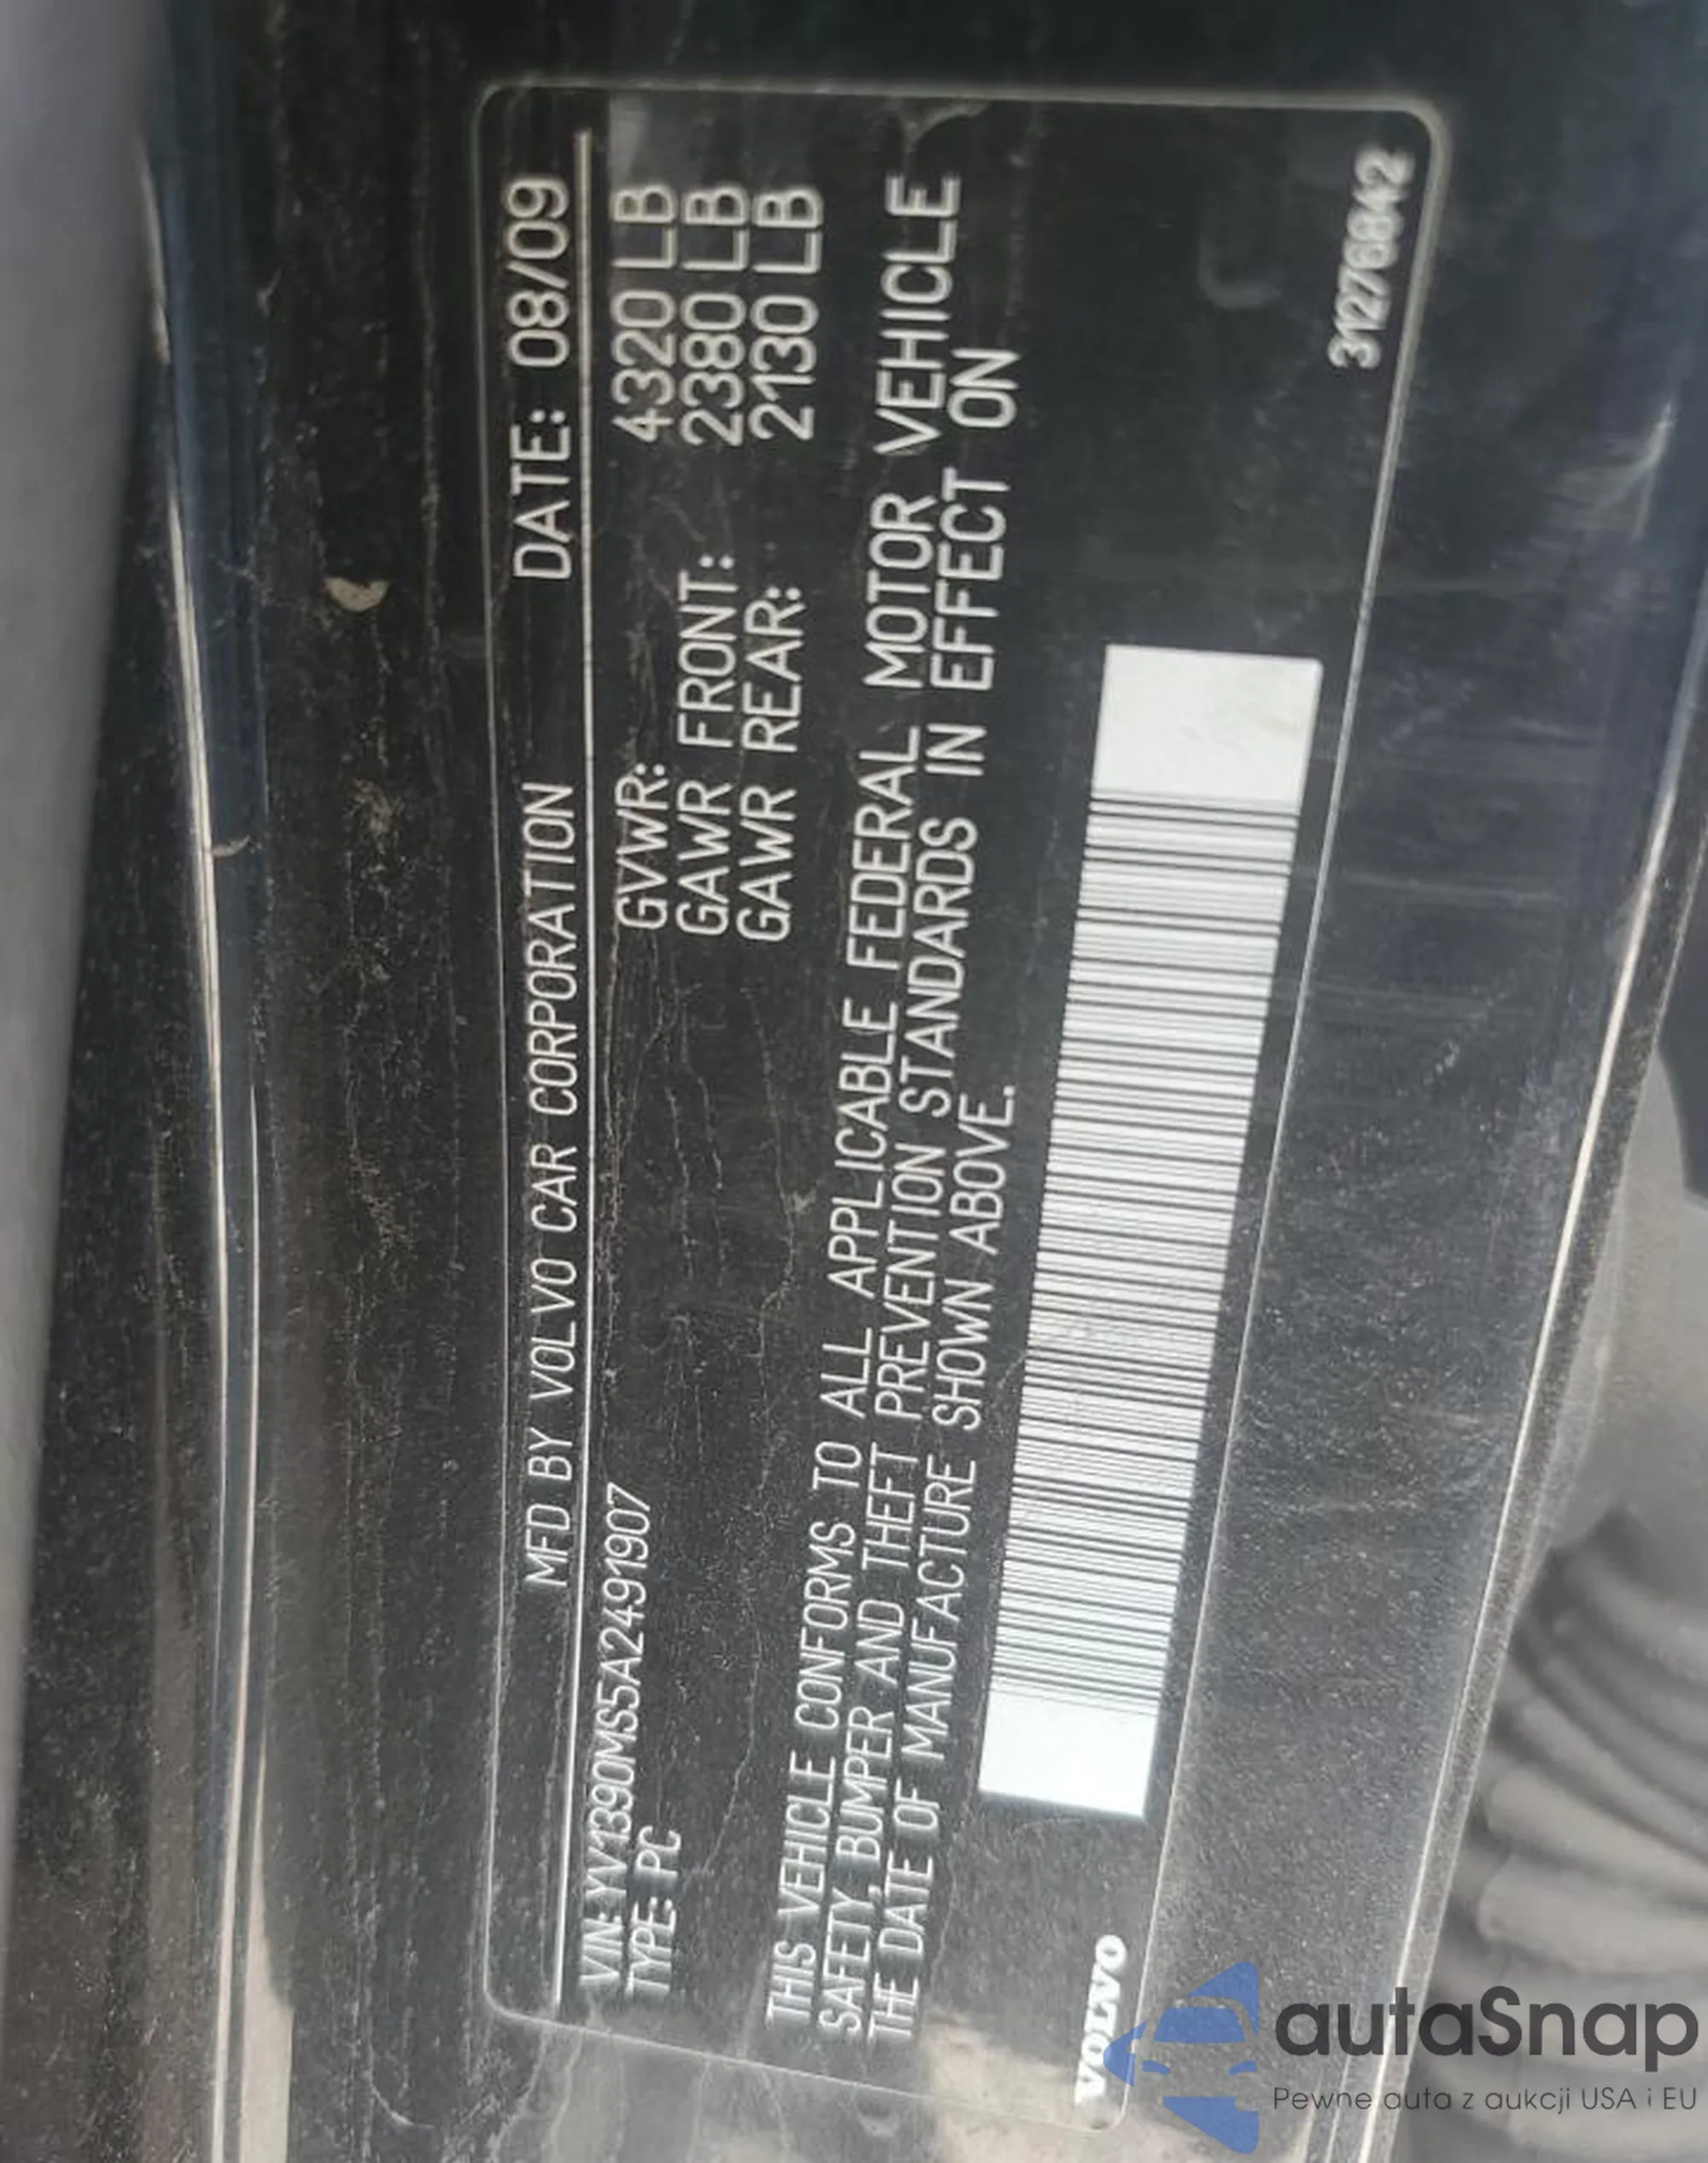 MFD BY VOLVO CAR CORPORATION DATE: 08/09
VIN: YV1390MS5A2491907
TYPE: PC
GVWR: 4320 LB
GAWR FRONT: 2380 LB
GAWR REAR: 2130 LB
THIS VEHICLE CONFORMS TO ALL APPLICABLE FEDERAL MOTOR VEHICLE
SAFETY, BUMPER AND THEFT PREVENTION STANDARDS IN EFFECT ON
THE DATE OF MANUFACTURE SHOWN ABOVE.
VOLVO
31276842
autaSnap
Pewne auta z aukcji USA i EU